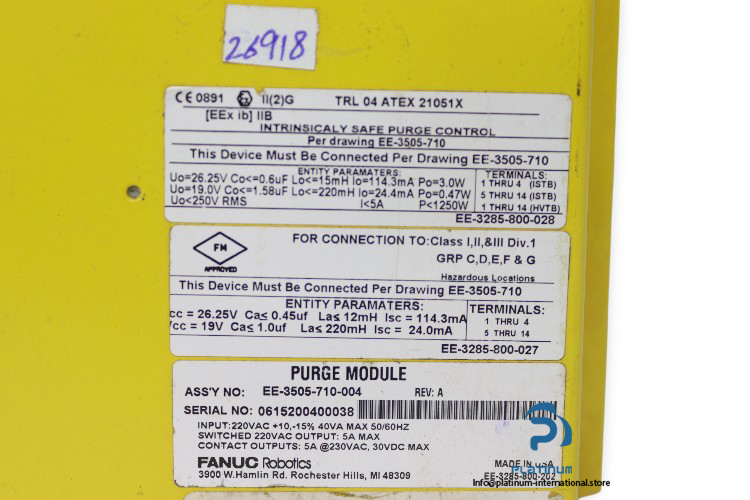 26918
CE 0891 Ex II(2)G TRL 04 ATEX 21051X
[EEx ib] IIB
INTRINSICALY SAFE PURGE CONTROL
Per drawing EE-3505-710
This Device Must Be Connected Per Drawing EE-3505-710
ENTITY PARAMATERS: TERMINALS:
Uo=26.25V Co<=0.6uF Lo<=15mH Io=114.3mA Po=3.0W 1 THRU 4 (ISTB)
Uo=19.0V Co<=1.58uF Lo<=220mH Io=24.4mA Po=0.47W 5 THRU 14 (ISTB)
Uo<250V RMS I<5A P<1250W 1 THRU 14 (HVTB)
EE-3285-800-028
FM
APPROVED
FOR CONNECTION TO:Class I,II,&III Div.1
GRP C,D,E,F & G
Hazardous Locations
This Device Must Be Connected Per Drawing EE-3505-710
ENTITY PARAMATERS: TERMINALS:
cc = 26.25V Ca≤ 0.45uf La≤ 12mH Isc = 114.3mA 1 THRU 4
cc = 19V Ca≤ 1.0uf La≤ 220mH Isc = 24.0mA 5 THRU 14
EE-3285-800-027
PURGE MODULE
ASS'Y NO: EE-3505-710-004 REV: A
SERIAL NO: 0615200400038
INPUT:220VAC +10,-15% 40VA MAX 50/60HZ
SWITCHED 220VAC OUTPUT: 5A MAX
CONTACT OUTPUTS: 5A @230VAC, 30VDC MAX
FANUC Robotics MADE IN USA
3900 W.Hamlin Rd. Rochester Hills, MI 48309 EE-3285-800-202
PLATINUM
INTERNATIONAL
info@platinum-international.store